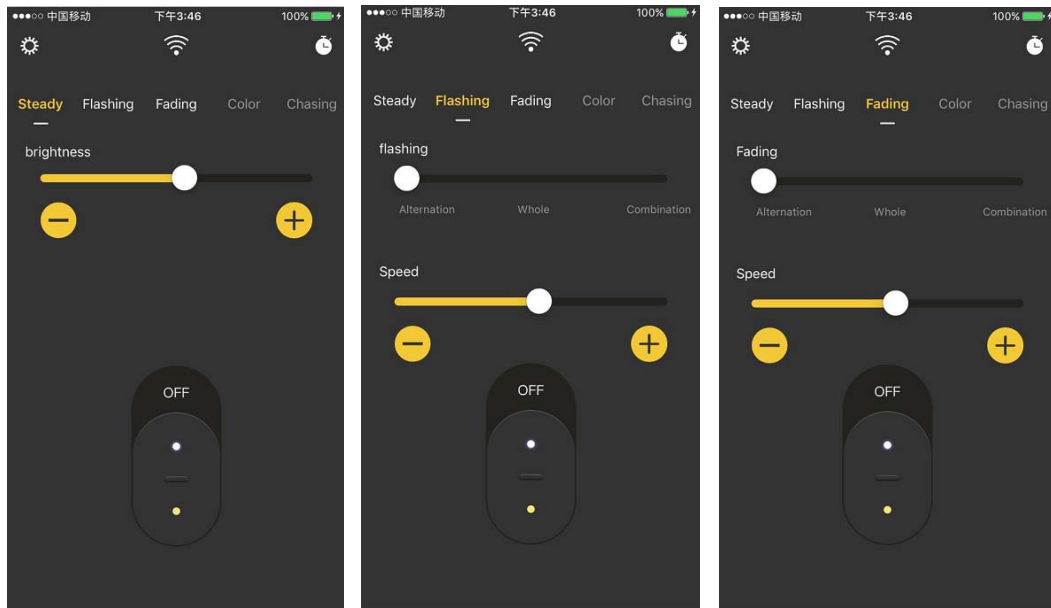 中国移动 下午3:46 100%
Steady Flashing Fading Color Chasing
brightness
OFF
中国移动 下午3:46 100%
Steady Flashing Fading Color Chasing
flashing
Alternation Whole Combination
Speed
OFF
中国移动 下午3:46 100%
Steady Flashing Fading Color Chasing
Fading
Alternation Whole Combination
Speed
OFF